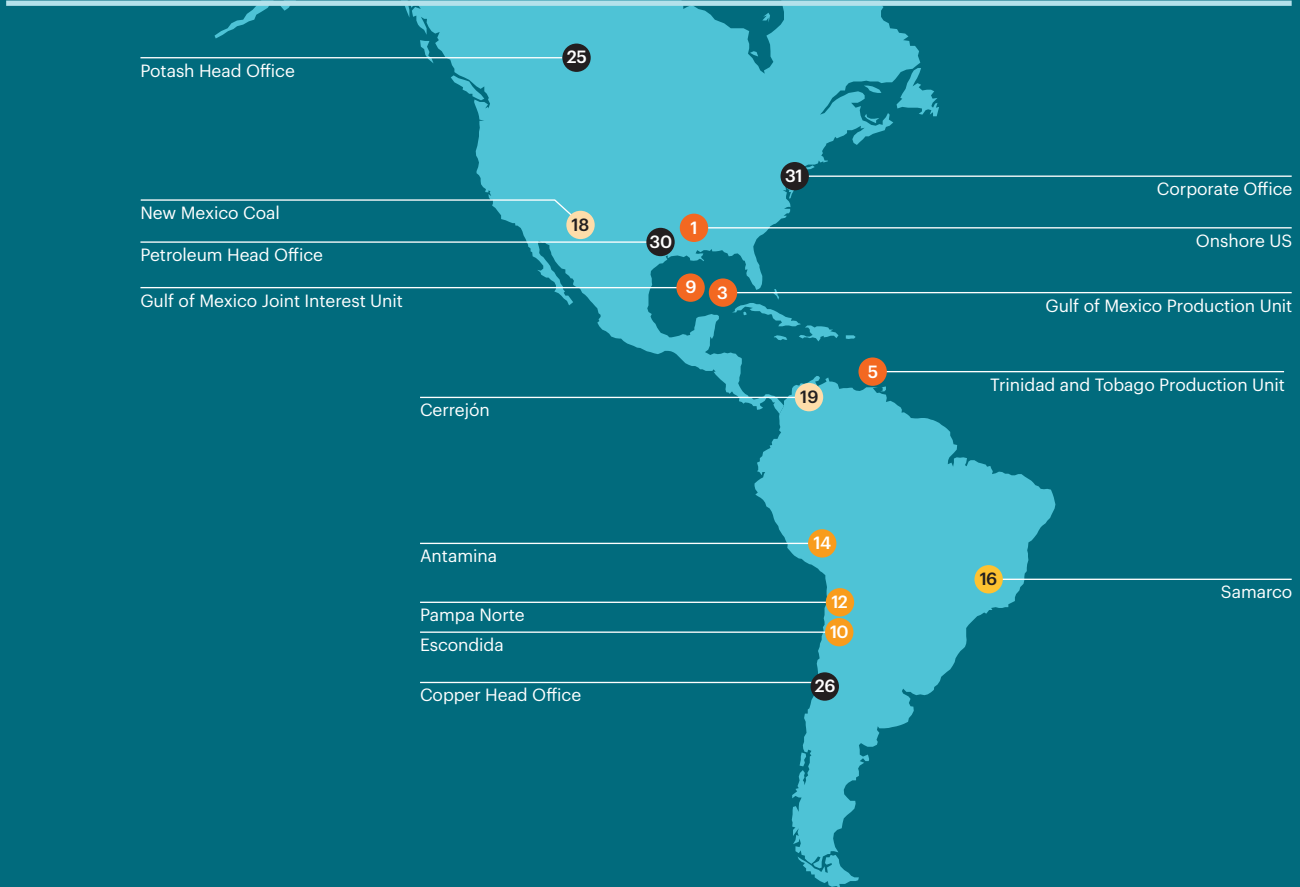 25
Potash Head Office
31
Corporate Office
New Mexico Coal
18
1
Onshore US
30
Petroleum Head Office
9
Gulf of Mexico Joint Interest Unit
3
Gulf of Mexico Production Unit
5
Trinidad and Tobago Production Unit
19
Cerrejón
14
Antamina
16
Samarco
12
Pampa Norte
10
Escondida
26
Copper Head Office